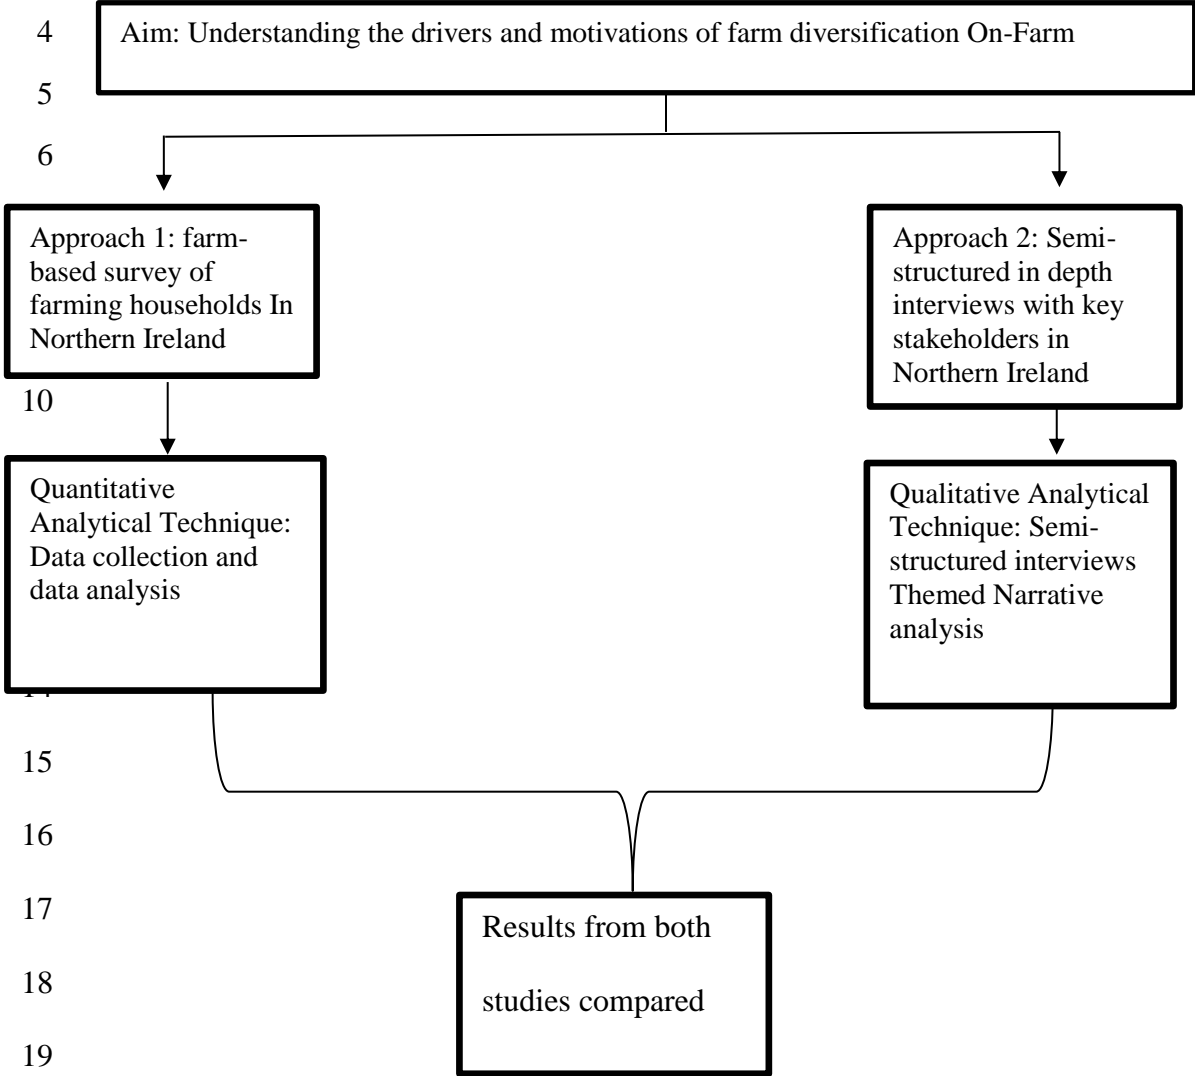 4
Aim: Understanding the drivers and motivations of farm diversification On-Farm
5
6
Approach 1: farm-
based survey of
farming households In
Northern Ireland
Approach 2: Semi-
structured in depth
interviews with key
stakeholders in
Northern Ireland
10
Quantitative
Analytical Technique:
Data collection and
data analysis
Qualitative Analytical
Technique: Semi-
structured interviews
Themed Narrative
analysis
15
16
17
Results from both
18
studies compared
19